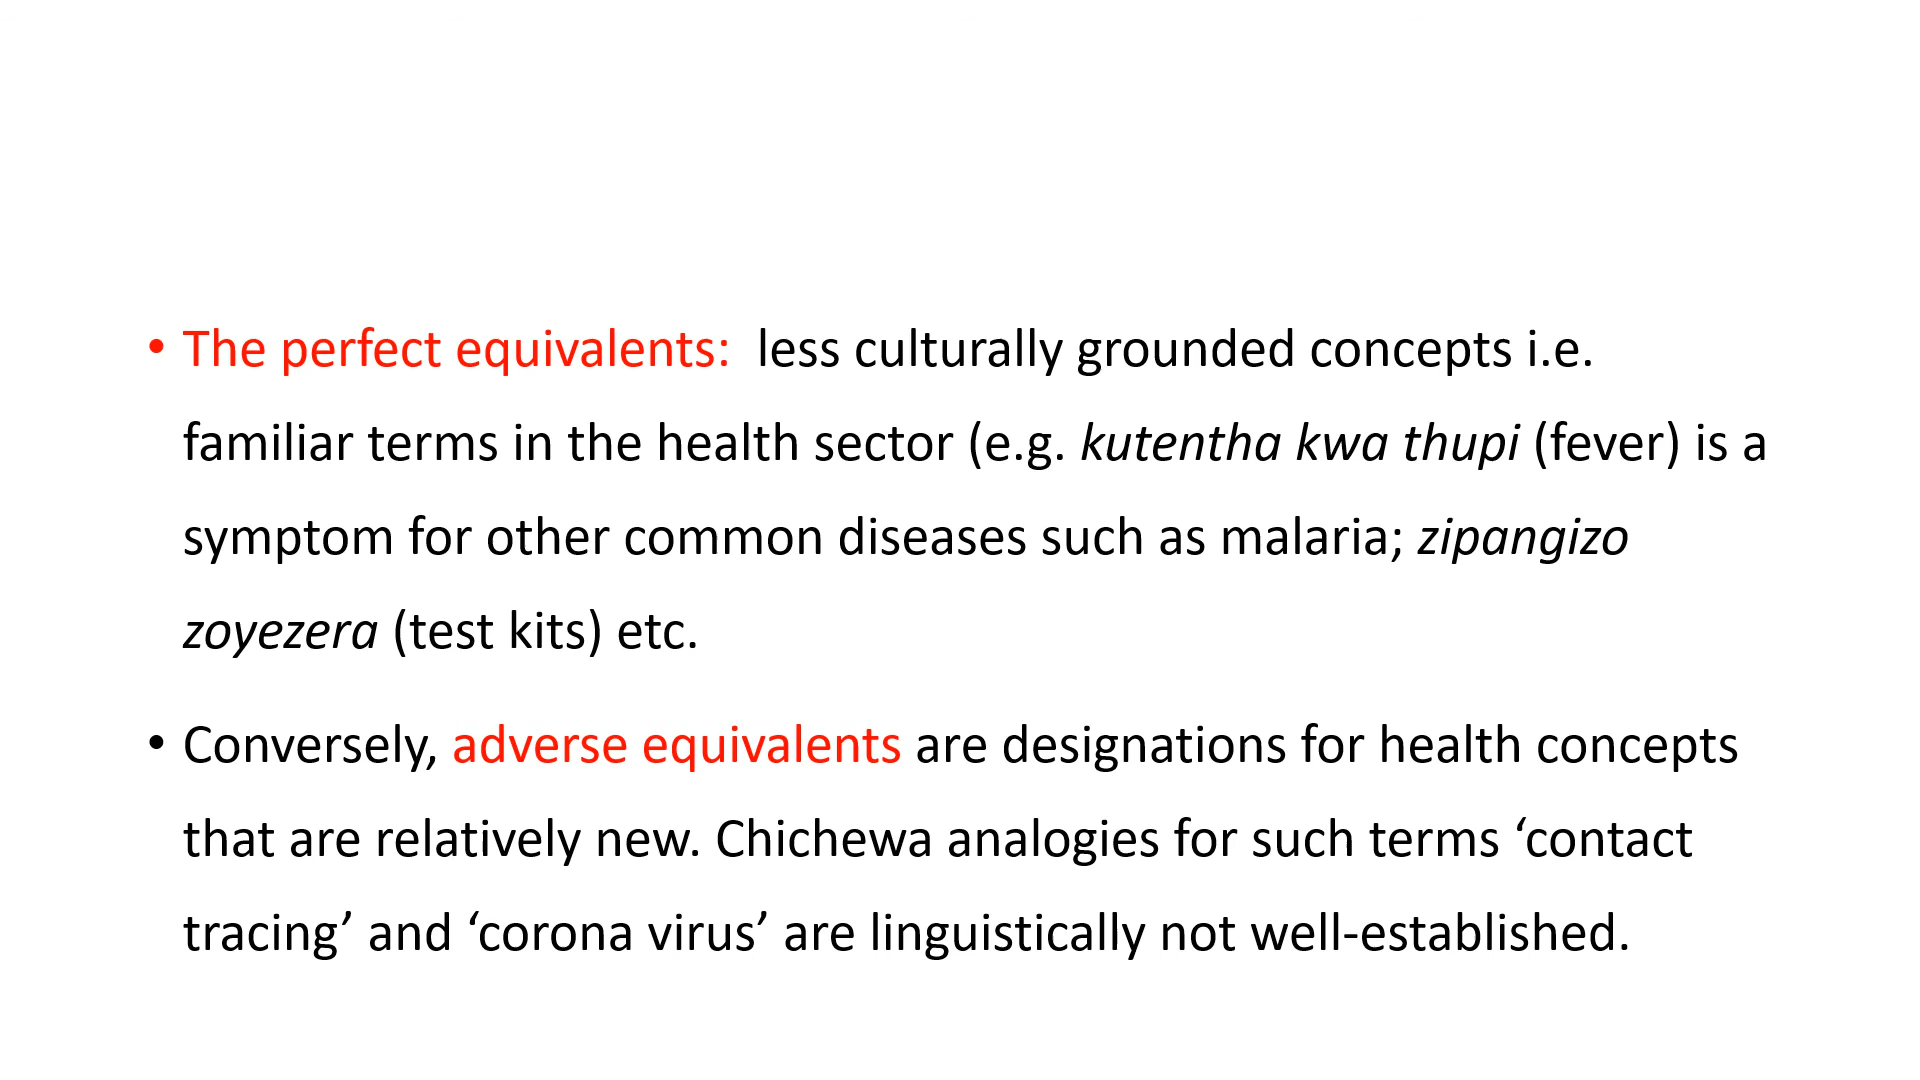 • The perfect equivalents:  less culturally grounded concepts i.e.
familiar terms in the health sector (e.g. kutentha kwa thupi (fever) is a
symptom for other common diseases such as malaria; zipangizo
zoyezera (test kits) etc.
• Conversely, adverse equivalents are designations for health concepts
that are relatively new. Chichewa analogies for such terms ‘contact
tracing’ and ‘corona virus’ are linguistically not well-established.